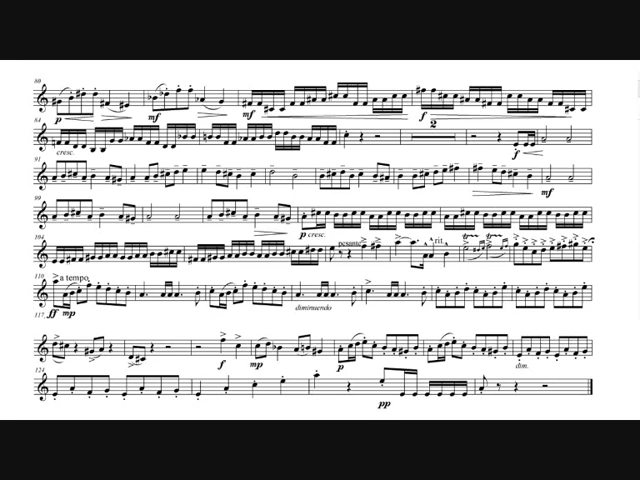 80
p mf mf f
84
cresc. 2 f
91
mf
99
p cresc.
104
pesante rit.
110
a tempo
ff mp diminuendo
117
f mp p dim.
124
pp